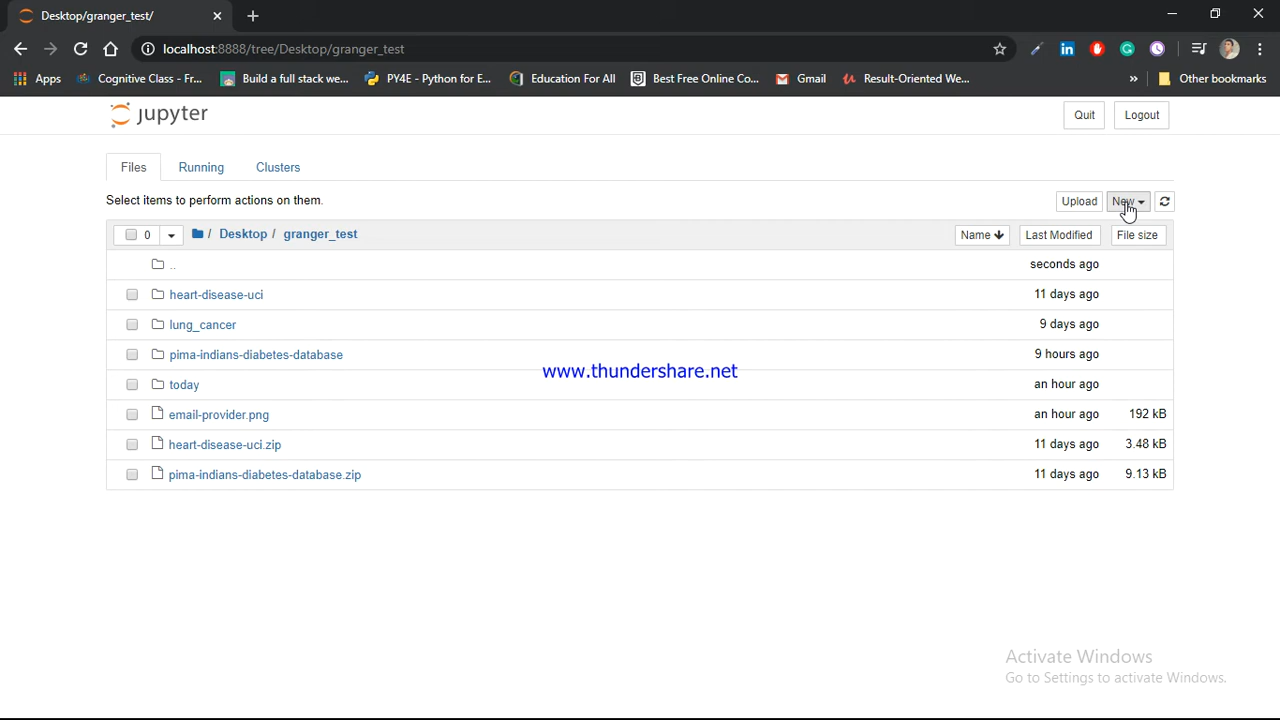 Desktop/granger_test/
localhost:8888/tree/Desktop/granger_test
Apps Cognitive Class - Fr... Build a full stack we... PY4E - Python for E... Education For All Best Free Online Co... Gmail Result-Oriented We... » Other bookmarks
jupyter Quit Logout
Files Running Clusters
Select items to perform actions on them. Upload New
0 / Desktop / granger_test Name Last Modified File size
.. seconds ago
heart-disease-uci 11 days ago
lung_cancer 9 days ago
pima-indians-diabetes-database 9 hours ago
www.thundershare.net
today an hour ago
email-provider.png an hour ago 192 kB
heart-disease-uci.zip 11 days ago 3.48 kB
pima-indians-diabetes-database.zip 11 days ago 9.13 kB
Activate Windows
Go to Settings to activate Windows.